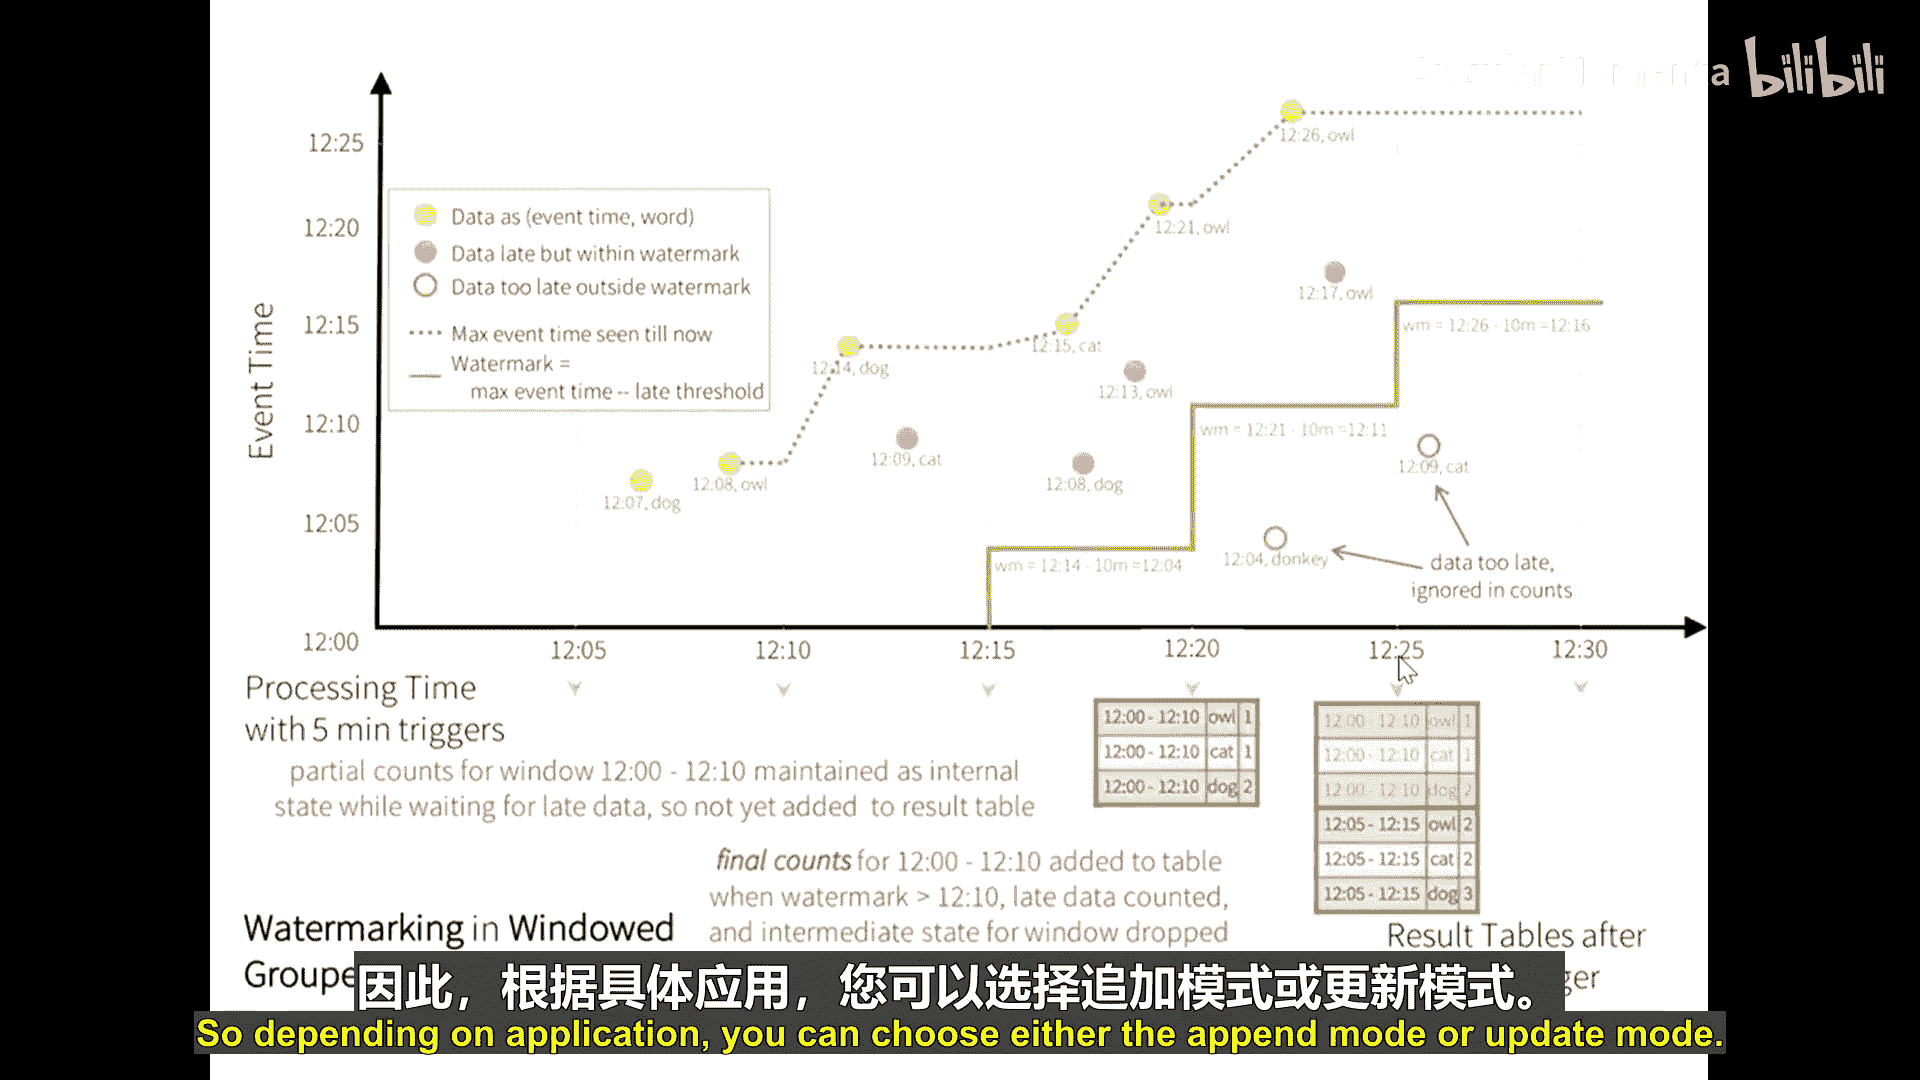 bilibili
12:25
12:20
12:15
12:10
12:05
12:00
Event Time
Data as (event time, word)
Data late but within watermark
Data too late outside watermark
Max event time seen till now
Watermark =
max event time -- late threshold
12:26, owl
12:21, owl
12:17, owl
wm = 12:26 - 10m =12:16
12:15, cat
12:14, dog
12:13, owl
wm = 12:21 - 10m =12:11
12:09, cat
12:09, cat
12:08, owl
12:08, dog
12:07, dog
wm = 12:14 - 10m =12:04
12:04, donkey
data too late,
ignored in counts
12:05
12:10
12:15
12:20
12:25
12:30
Processing Time
with 5 min triggers
partial counts for window 12:00 - 12:10 maintained as internal
state while waiting for late data, so not yet added to result table
12:00 - 12:10 owl 1
12:00 - 12:10 cat 1
12:00 - 12:10 dog 2
12:00 - 12:10 owl 1
12:00 - 12:10 cat 1
12:00 - 12:10 dog 2
12:05 - 12:15 owl 2
12:05 - 12:15 cat 2
12:05 - 12:15 dog 3
final counts for 12:00 - 12:10 added to table
when watermark > 12:10, late data counted,
and intermediate state for window dropped
Watermarking in Windowed
Result Tables after
因此，根据具体应用，您可以选择追加模式或更新模式。
So depending on application, you can choose either the append mode or update mode.